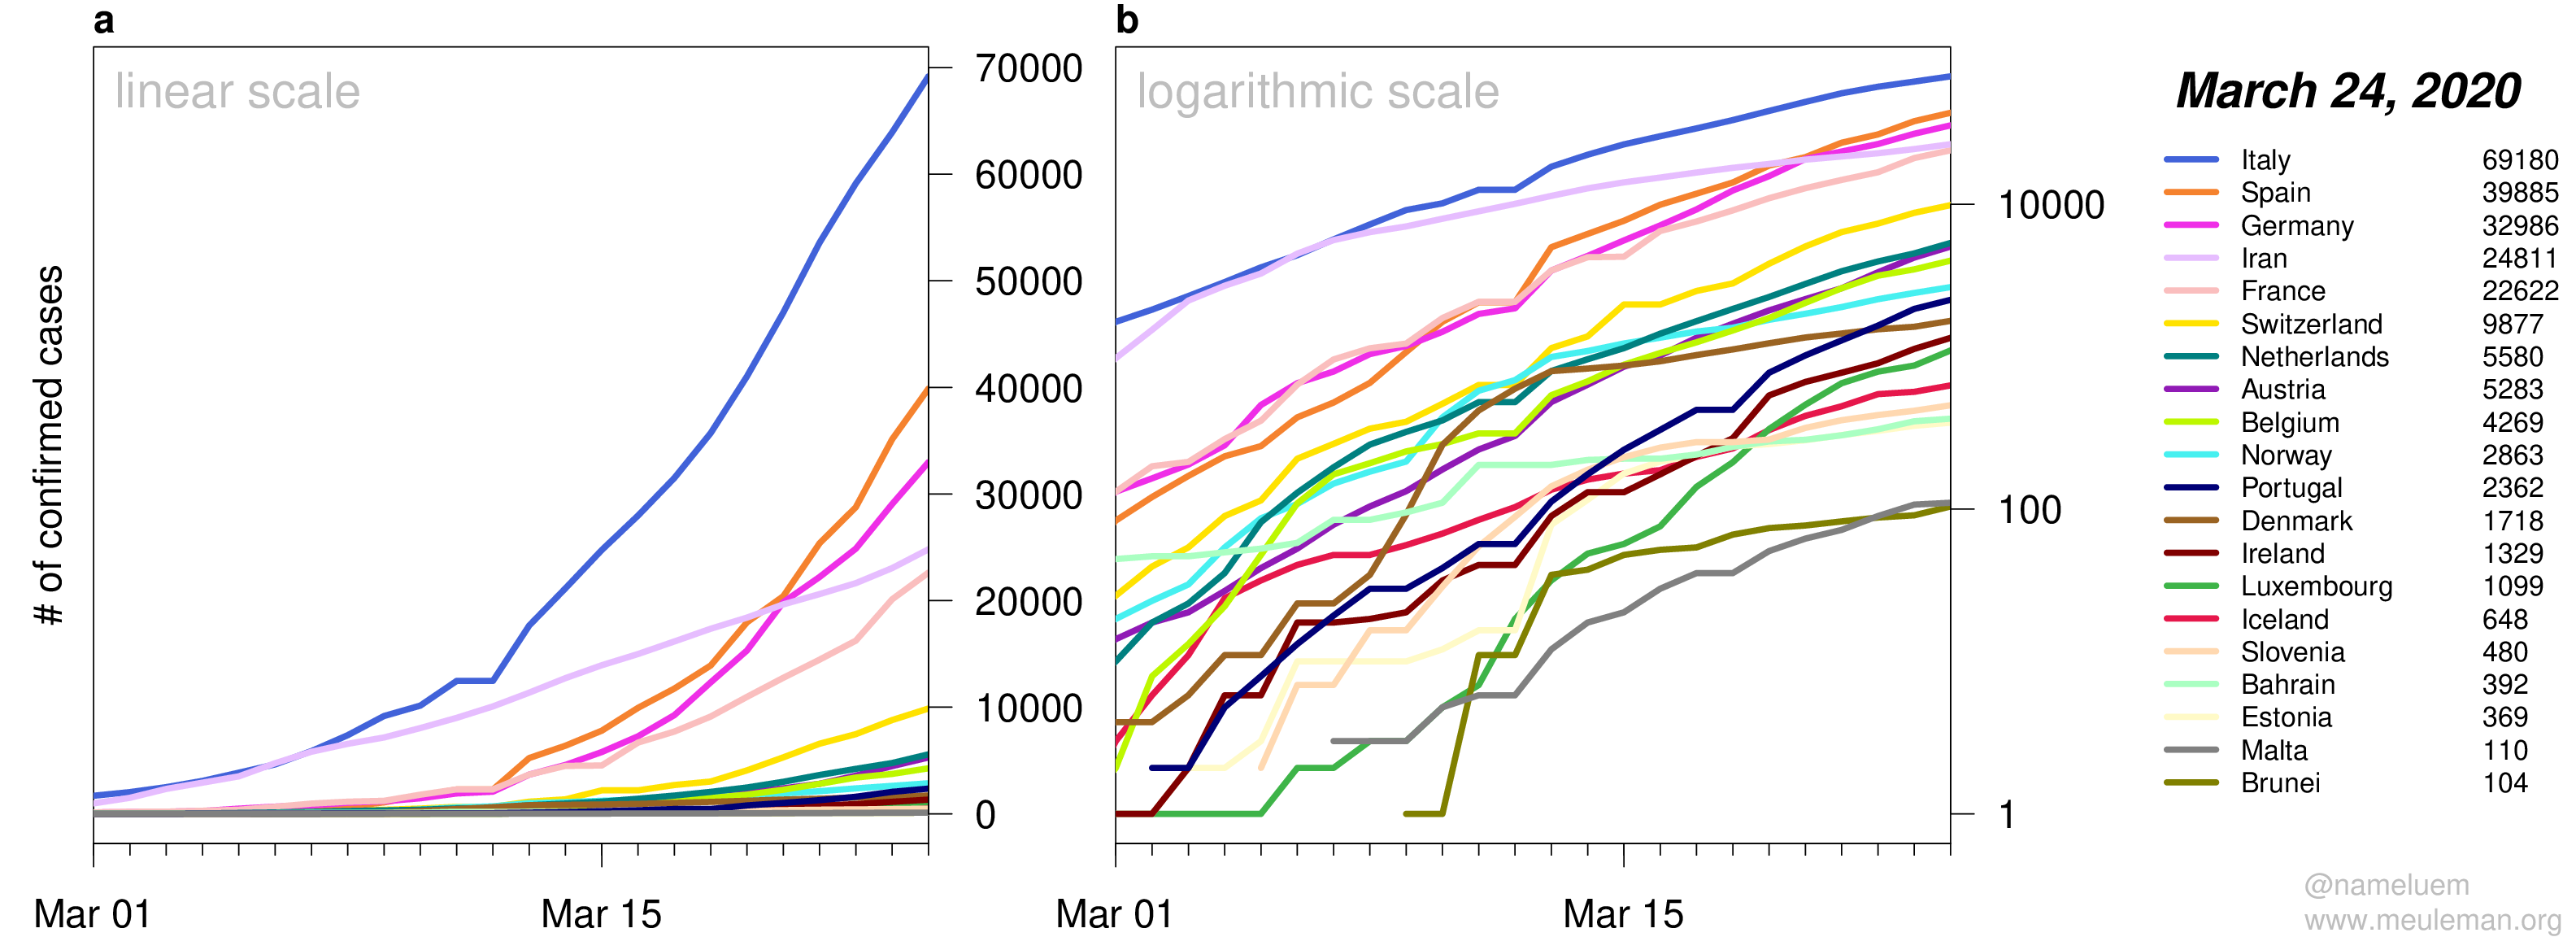 a
linear scale
# of confirmed cases
70000
60000
50000
40000
30000
20000
10000
0
Mar 01 Mar 15
b
logarithmic scale
10000
100
1
Mar 01 Mar 15
March 24, 2020
Italy 69180
Spain 39885
Germany 32986
Iran 24811
France 22622
Switzerland 9877
Netherlands 5580
Austria 5283
Belgium 4269
Norway 2863
Portugal 2362
Denmark 1718
Ireland 1329
Luxembourg 1099
Iceland 648
Slovenia 480
Bahrain 392
Estonia 369
Malta 110
Brunei 104
@nameluem
www.meuleman.org